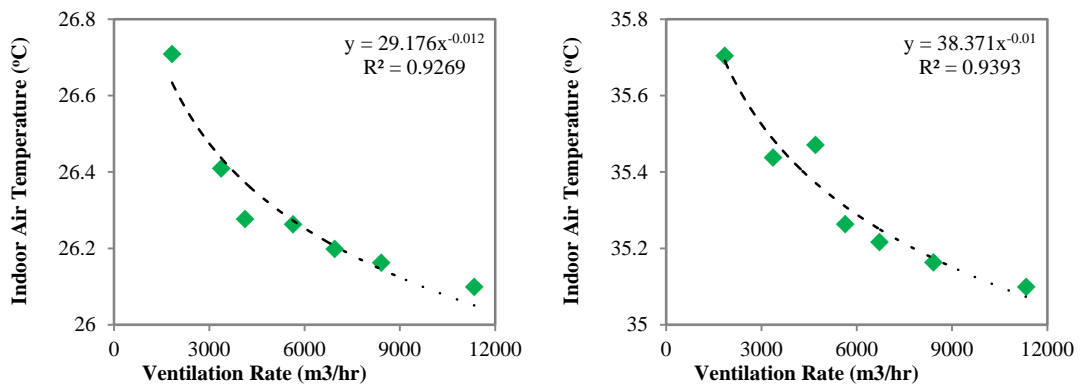 Indoor Air Temperature (ºC)
26.8
26.6
26.4
26.2
26
y = 29.176x-0.012
R² = 0.9269
0
3000
6000
9000
12000
Ventilation Rate (m3/hr)
Indoor Air Temperature (ºC)
35.8
35.6
35.4
35.2
35
y = 38.371x-0.01
R² = 0.9393
0
3000
6000
9000
12000
Ventilation Rate (m3/hr)